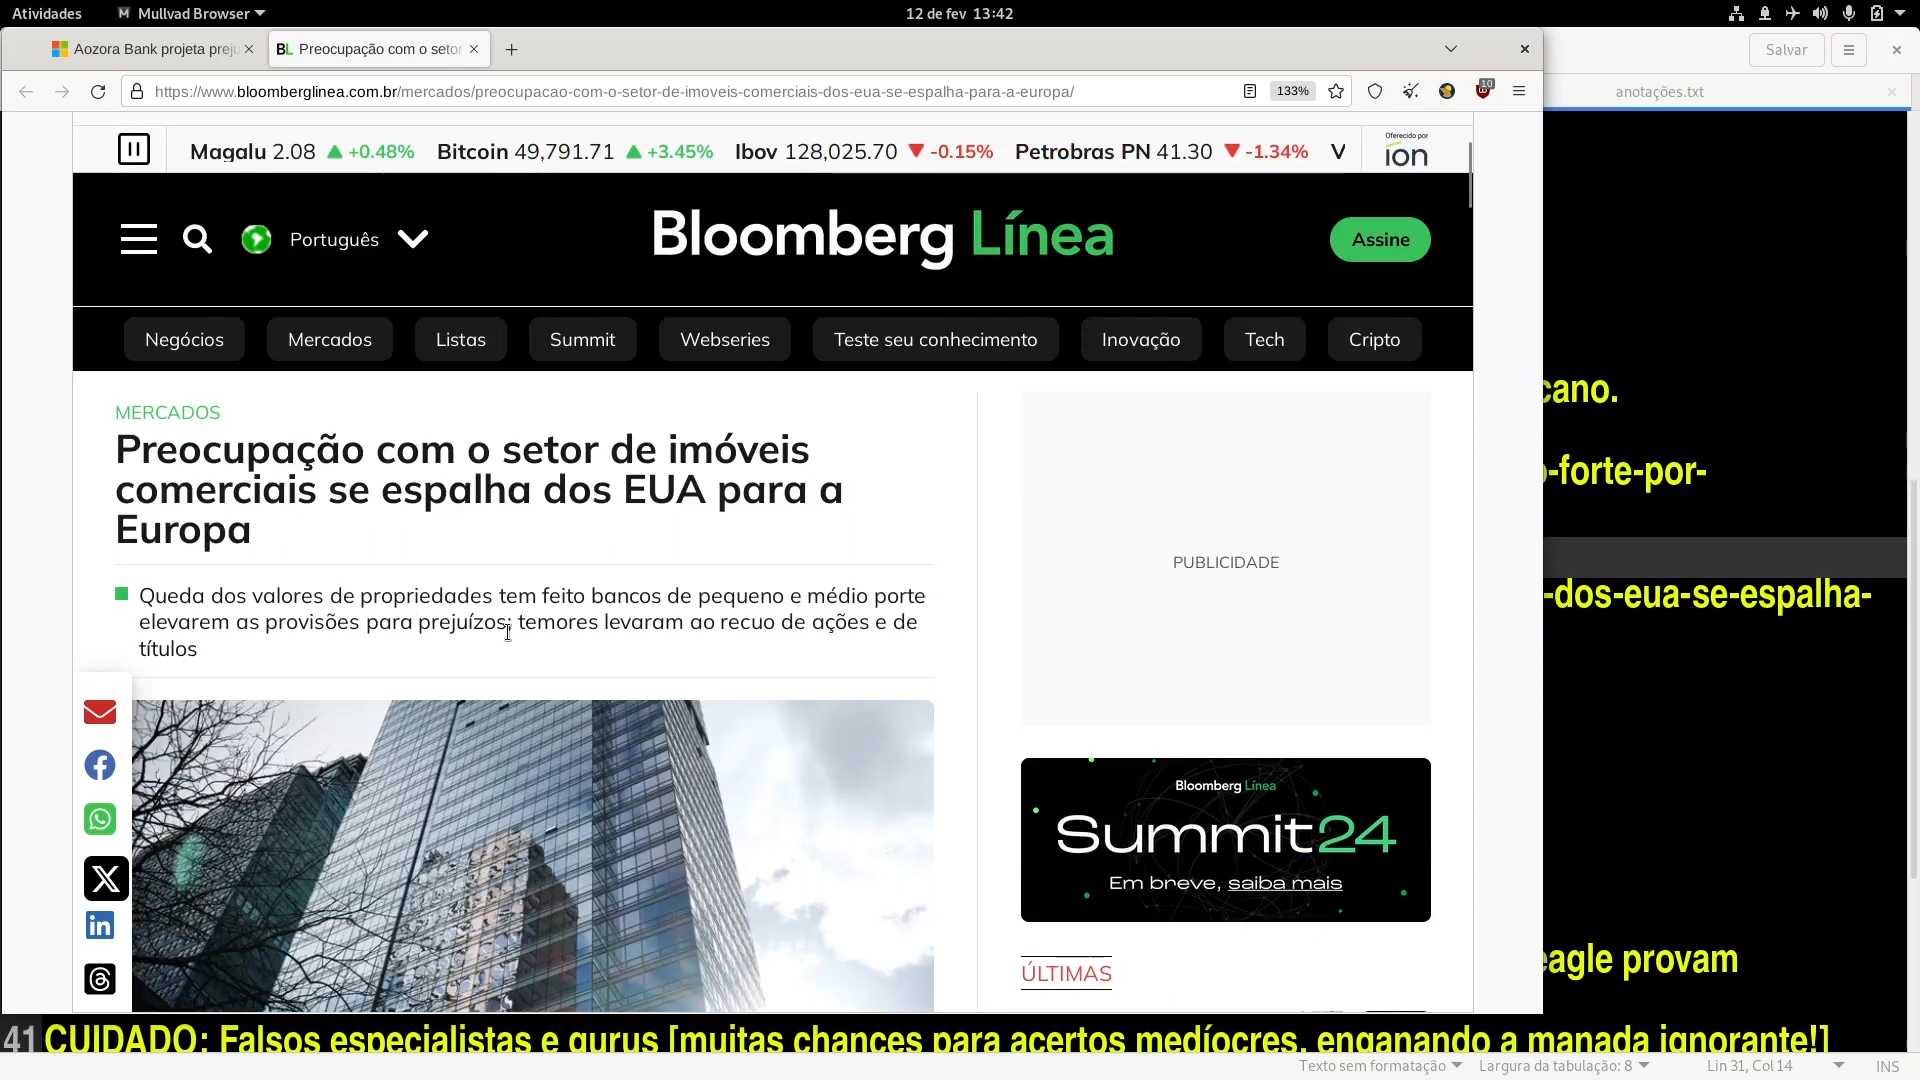 Atividades Mullvad Browser 12 de fev 13:42
Aozora Bank projeta preju Preocupação com o setor Salvar
https://www.bloomberglinea.com.br/mercados/preocupacao-com-o-setor-de-imoveis-comerciais-dos-eua-se-espalha-para-a-europa/ 133% 10 anotações.txt
Magalu 2.08 +0.48% Bitcoin 49,791.71 +3.45% Ibov 128,025.70 -0.15% Petrobras PN 41.30 -1.34% V
Oferecido por
ion
Português Bloomberg Línea Assine
Negócios Mercados Listas Summit Webseries Teste seu conhecimento Inovação Tech Cripto
MERCADOS
Preocupação com o setor de imóveis
comerciais se espalha dos EUA para a
Europa
Queda dos valores de propriedades tem feito bancos de pequeno e médio porte
elevarem as provisões para prejuízos; temores levaram ao recuo de ações e de
títulos
PUBLICIDADE
Bloomberg Línea
Summit24
Em breve, saiba mais
ÚLTIMAS
cano.
-forte-por-
-dos-eua-se-espalha-
eagle provam
41 CUIDADO: Falsos especialistas e gurus [muitas chances para acertos medíocres, enganando a manada ignorante!]
Texto sem formatação Largura da tabulação: 8 Lin 31, Col 14 INS